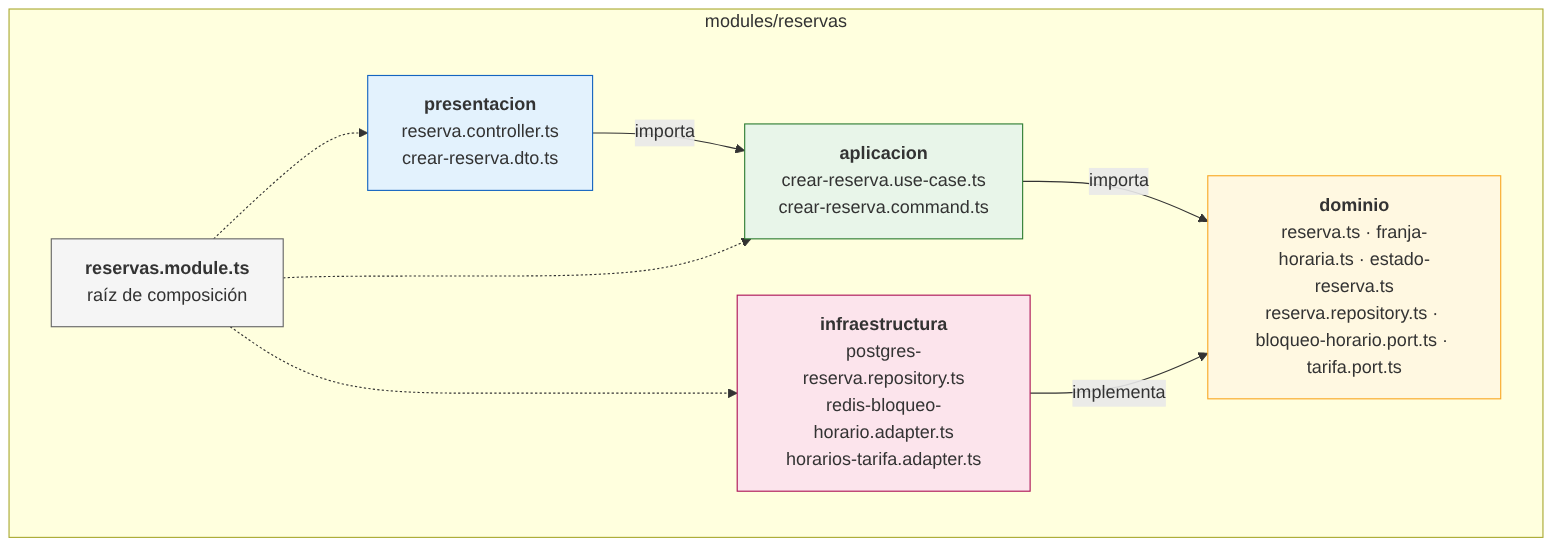 modules/reservas
presentacion
reserva.controller.ts
crear-reserva.dto.ts
importa
aplicacion
crear-reserva.use-case.ts
crear-reserva.command.ts
importa
dominio
reserva.ts · franja-
horaria.ts · estado-
reserva.ts
reserva.repository.ts ·
bloqueo-horario.port.ts ·
tarifa.port.ts
reservas.module.ts
raíz de composición
infraestructura
postgres-
reserva.repository.ts
redis-bloqueo-
horario.adapter.ts
horarios-tarifa.adapter.ts
implementa